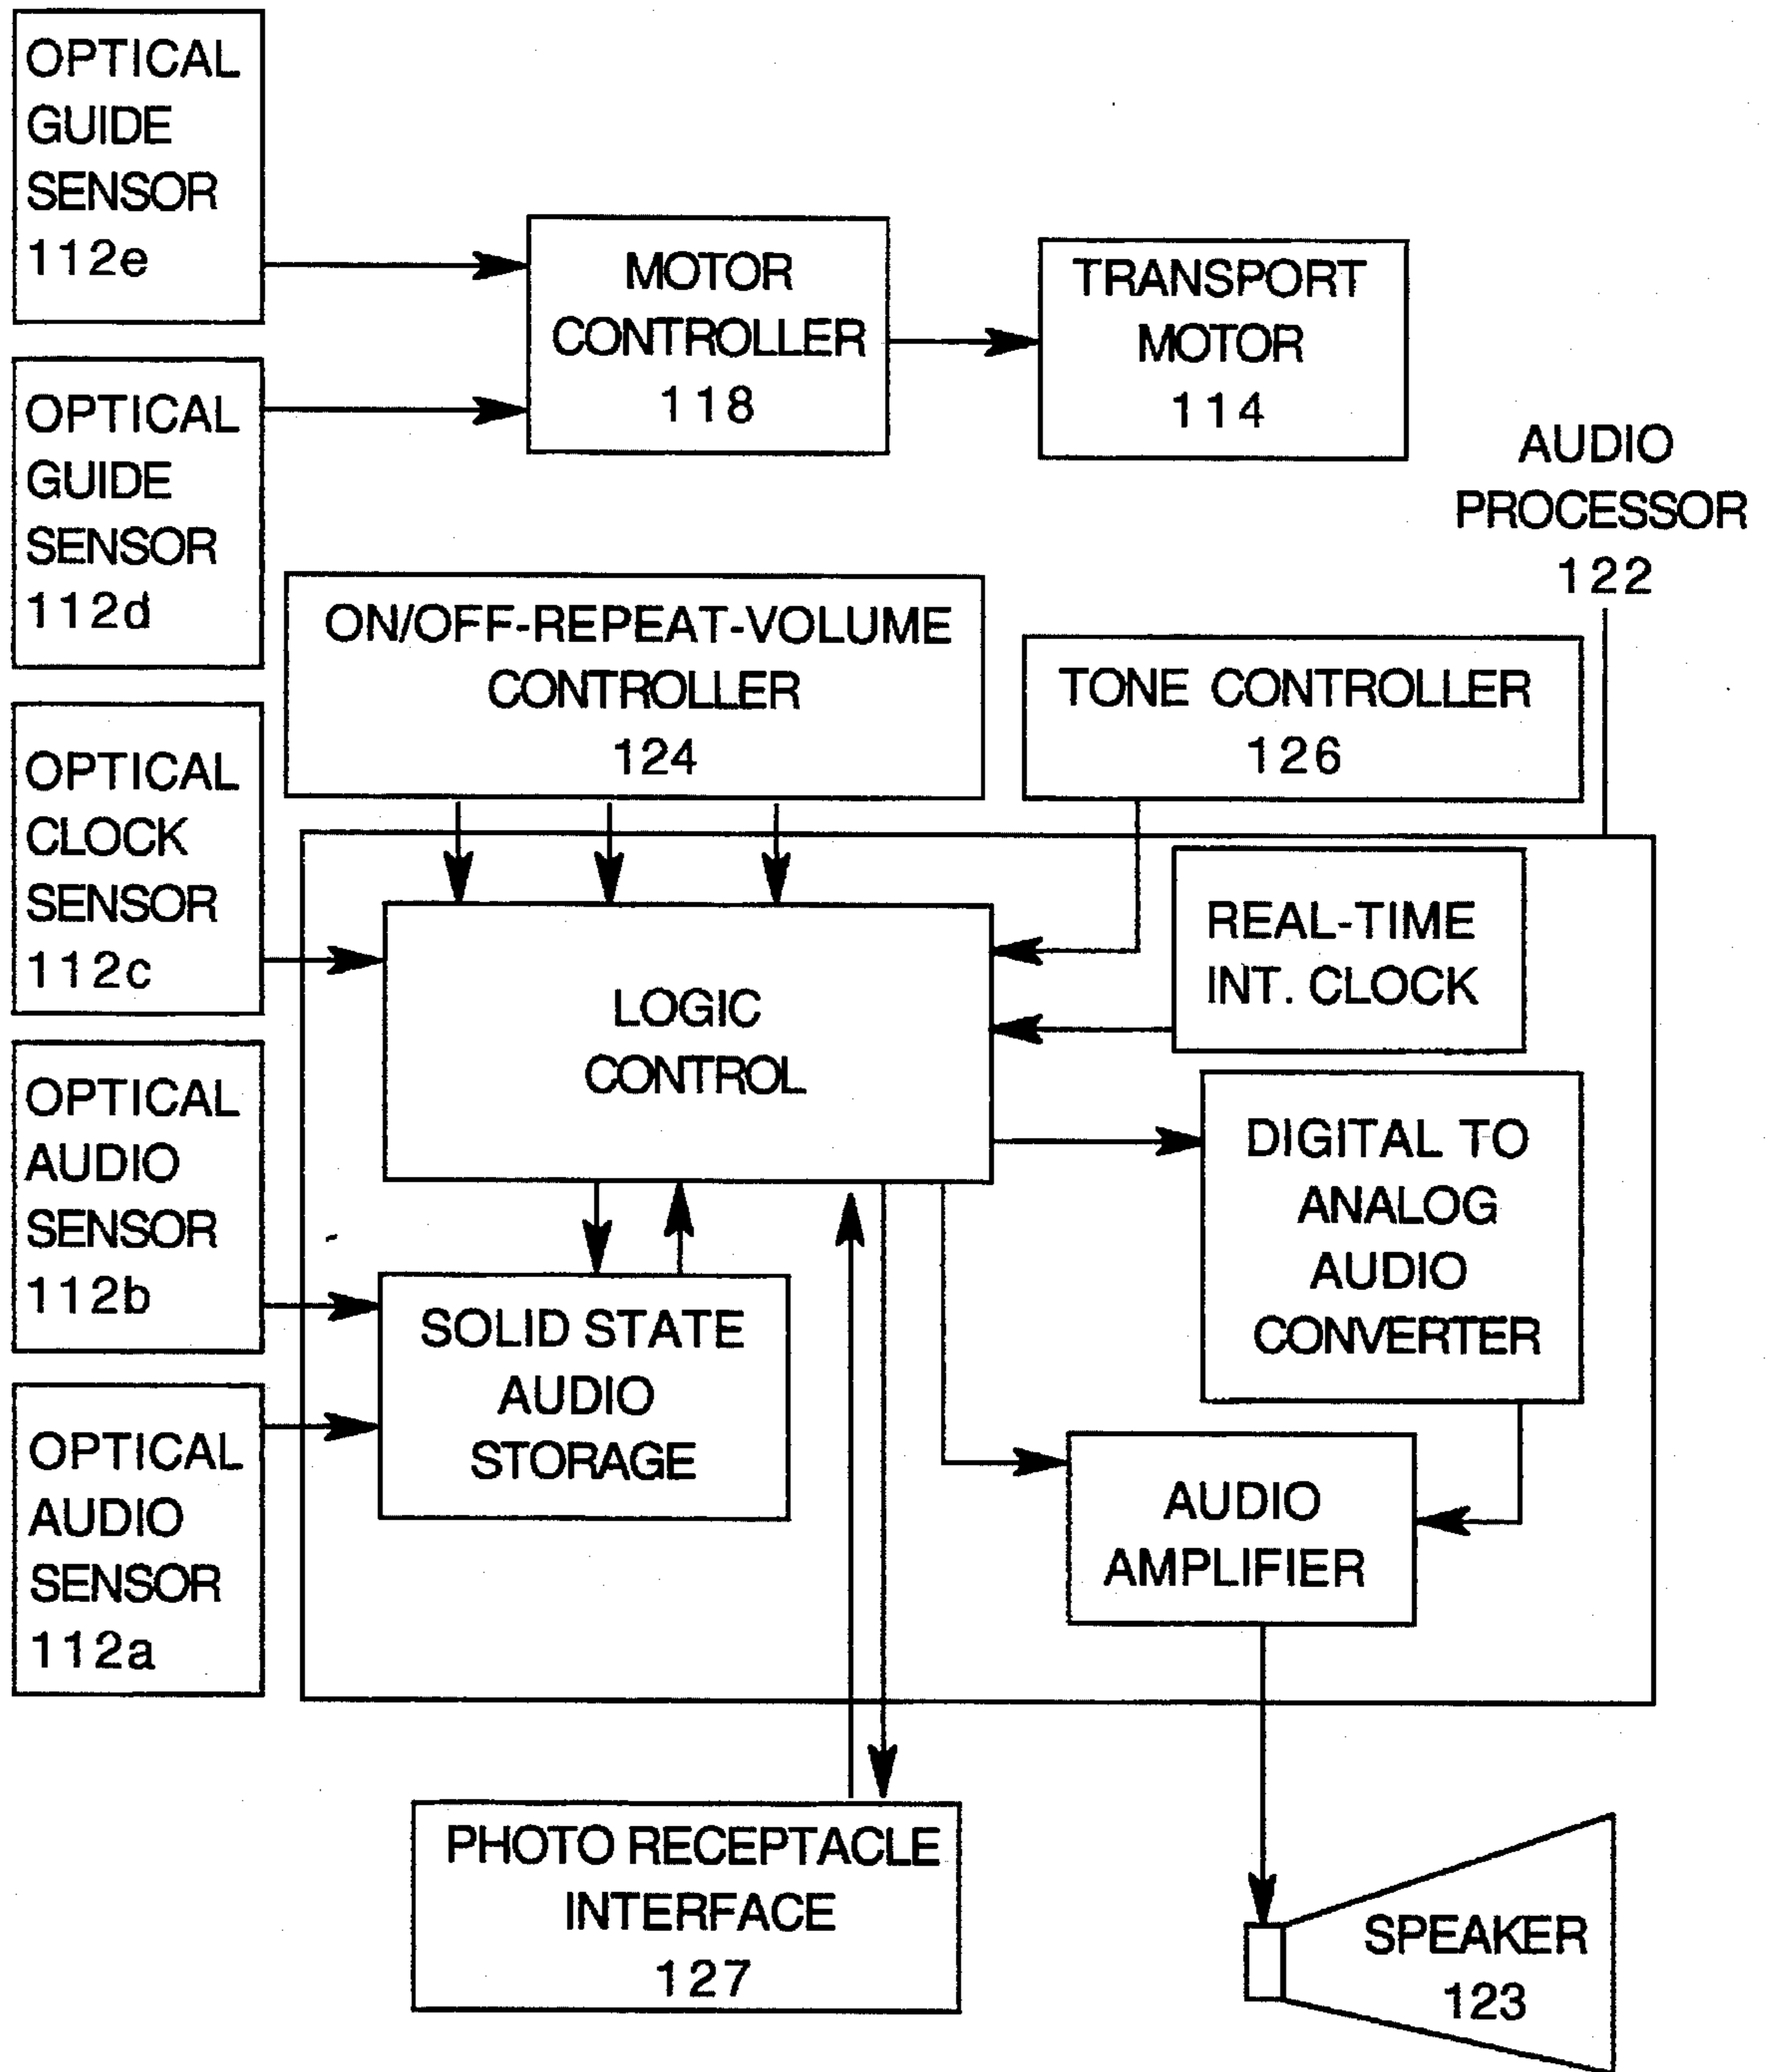 OPTICAL
GUIDE
SENSOR
112e
MOTOR
CONTROLLER
118
TRANSPORT
MOTOR
114
OPTICAL
GUIDE
SENSOR
112d
AUDIO
PROCESSOR
122
ON/OFF-REPEAT-VOLUME
CONTROLLER
124
TONE CONTROLLER
126
OPTICAL
CLOCK
SENSOR
112c
LOGIC
CONTROL
REAL-TIME
INT. CLOCK
OPTICAL
AUDIO
SENSOR
112b
DIGITAL TO
ANALOG
AUDIO
CONVERTER
SOLID STATE
AUDIO
STORAGE
OPTICAL
AUDIO
SENSOR
112a
AUDIO
AMPLIFIER
PHOTO RECEPTACLE
INTERFACE
127
SPEAKER
123